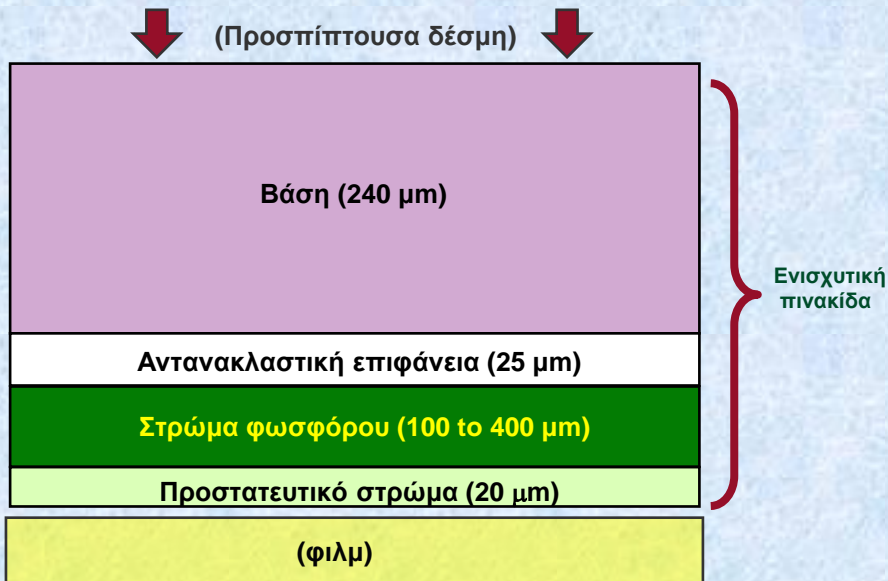 (Προσπίπτουσα δέσμη)
Βάση (240 μm)
Ενισχυτική
πινακίδα
Αντανακλαστική επιφάνεια (25 μm)
Στρώμα φωσφόρου (100 to 400 μm)
Προστατευτικό στρώμα (20 μm)
(φιλμ)